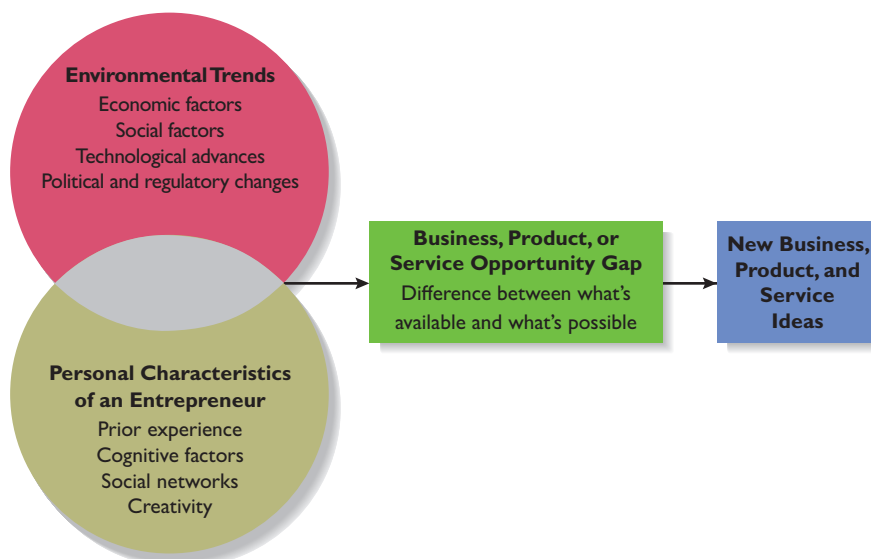 Environmental Trends
Economic factors
Social factors
Technological advances
Political and regulatory changes
Personal Characteristics
of an Entrepreneur
Prior experience
Cognitive factors
Social networks
Creativity
Business, Product, or
Service Opportunity Gap
Difference between what's
available and what's possible
New Business,
Product, and
Service
Ideas